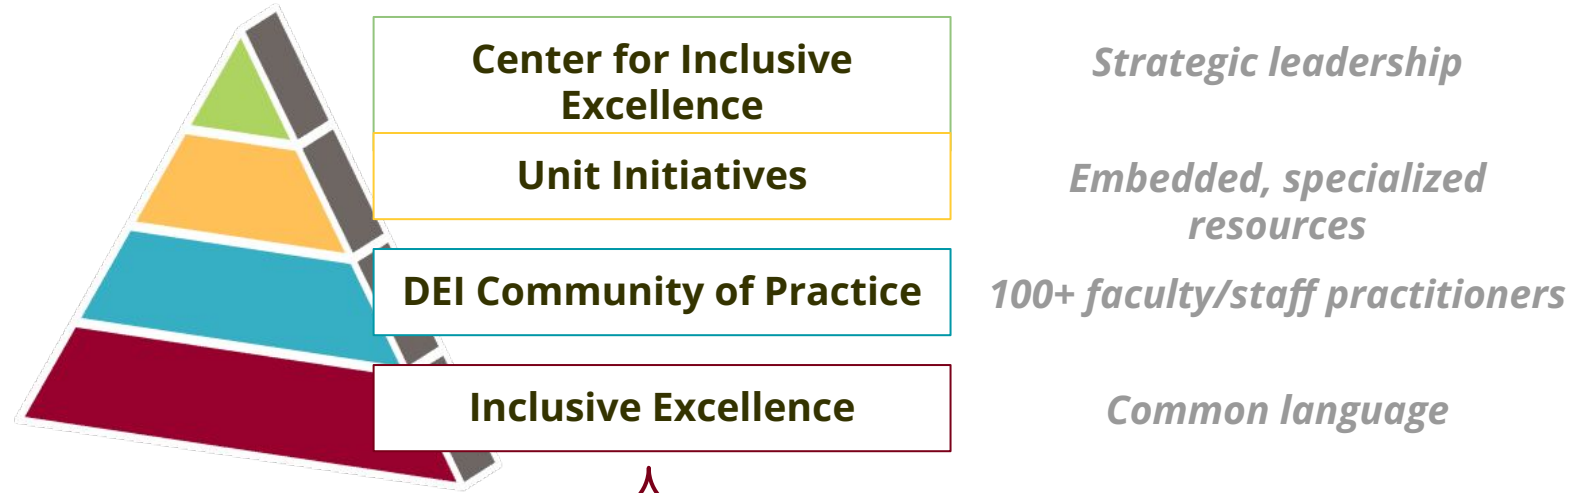 Center for Inclusive
Excellence
Strategic leadership
Unit Initiatives
Embedded, specialized
resources
DEI Community of Practice
100+ faculty/staff practitioners
Inclusive Excellence
Common language